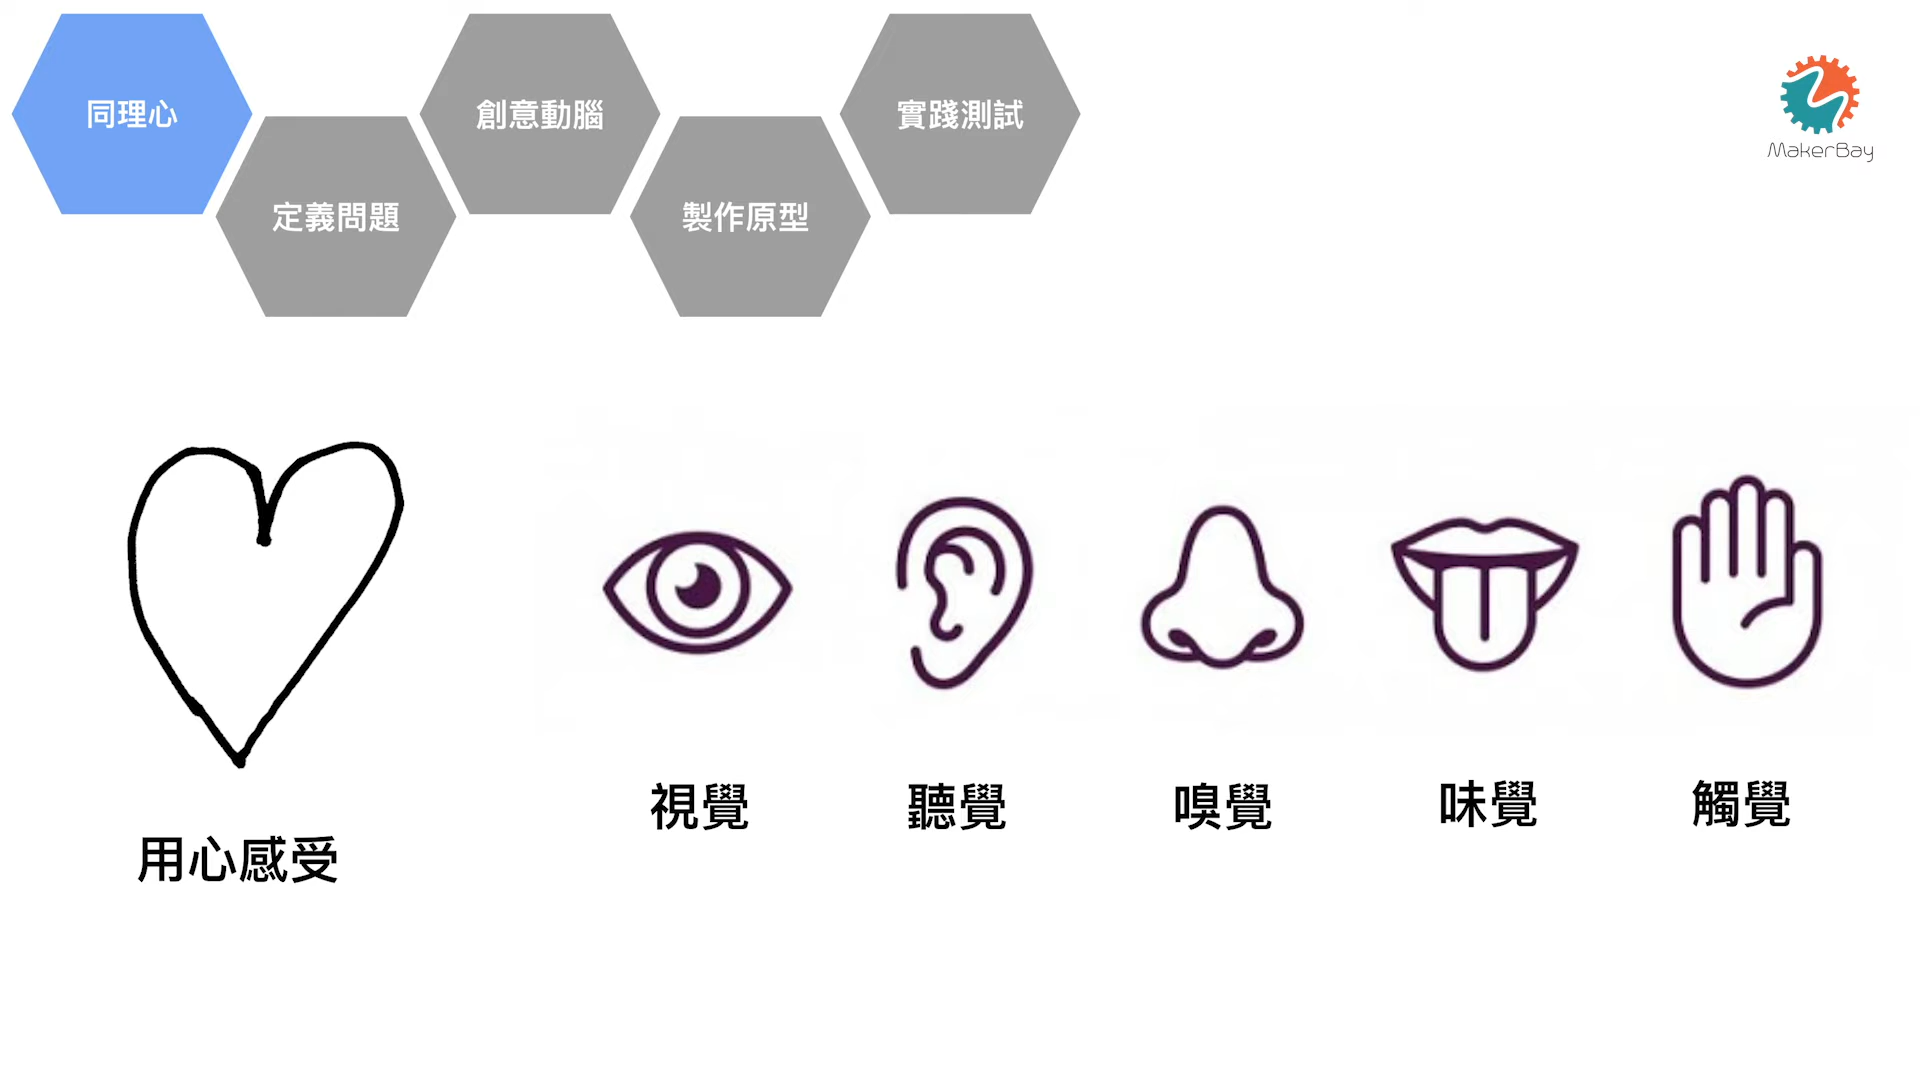 同理心
定義問題
創意動腦
製作原型
實踐測試
MakerBay
用心感受
視覺
聽覺
嗅覺
味覺
觸覺